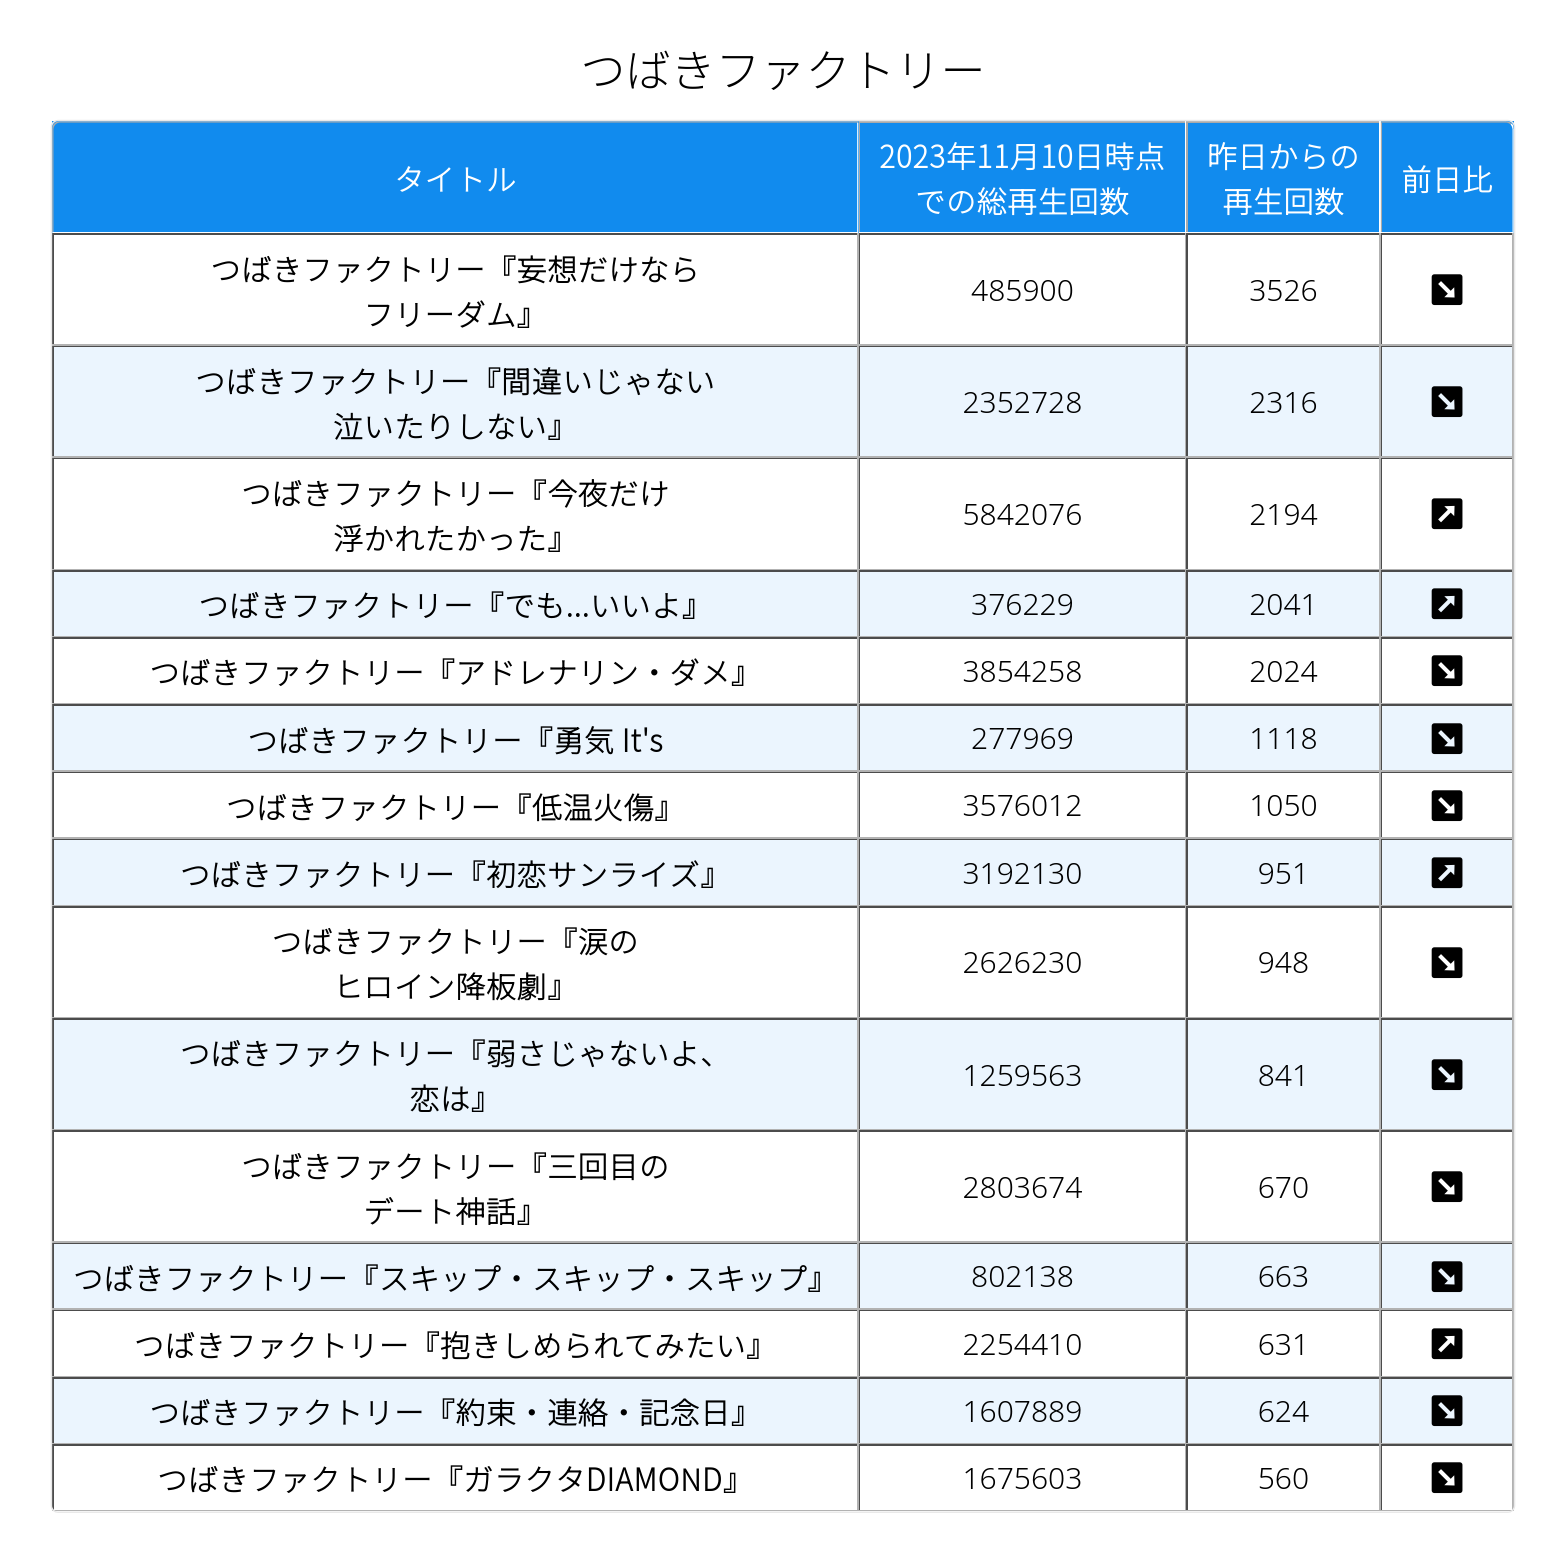 つばきファクトリー
タイトル
2023年11月10日時点
での総再生回数
昨日からの
再生回数
前日比
つばきファクトリー『妄想だけなら
フリーダム』
485900
3526
つばきファクトリー『間違いじゃない
泣いたりしない』
2352728
2316
つばきファクトリー『今夜だけ
浮かれたかった』
5842076
2194
つばきファクトリー『でも...いいよ』
376229
2041
つばきファクトリー『アドレナリン・ダメ』
3854258
2024
つばきファクトリー『勇気 It's
277969
1118
つばきファクトリー『低温火傷』
3576012
1050
つばきファクトリー『初恋サンライズ』
3192130
951
つばきファクトリー『涙の
ヒロイン降板劇』
2626230
948
つばきファクトリー『弱さじゃないよ、
恋は』
1259563
841
つばきファクトリー『三回目の
デート神話』
2803674
670
つばきファクトリー『スキップ・スキップ・スキップ』
802138
663
つばきファクトリー『抱きしめられてみたい』
2254410
631
つばきファクトリー『約束・連絡・記念日』
1607889
624
つばきファクトリー『ガラクタDIAMOND』
1675603
560